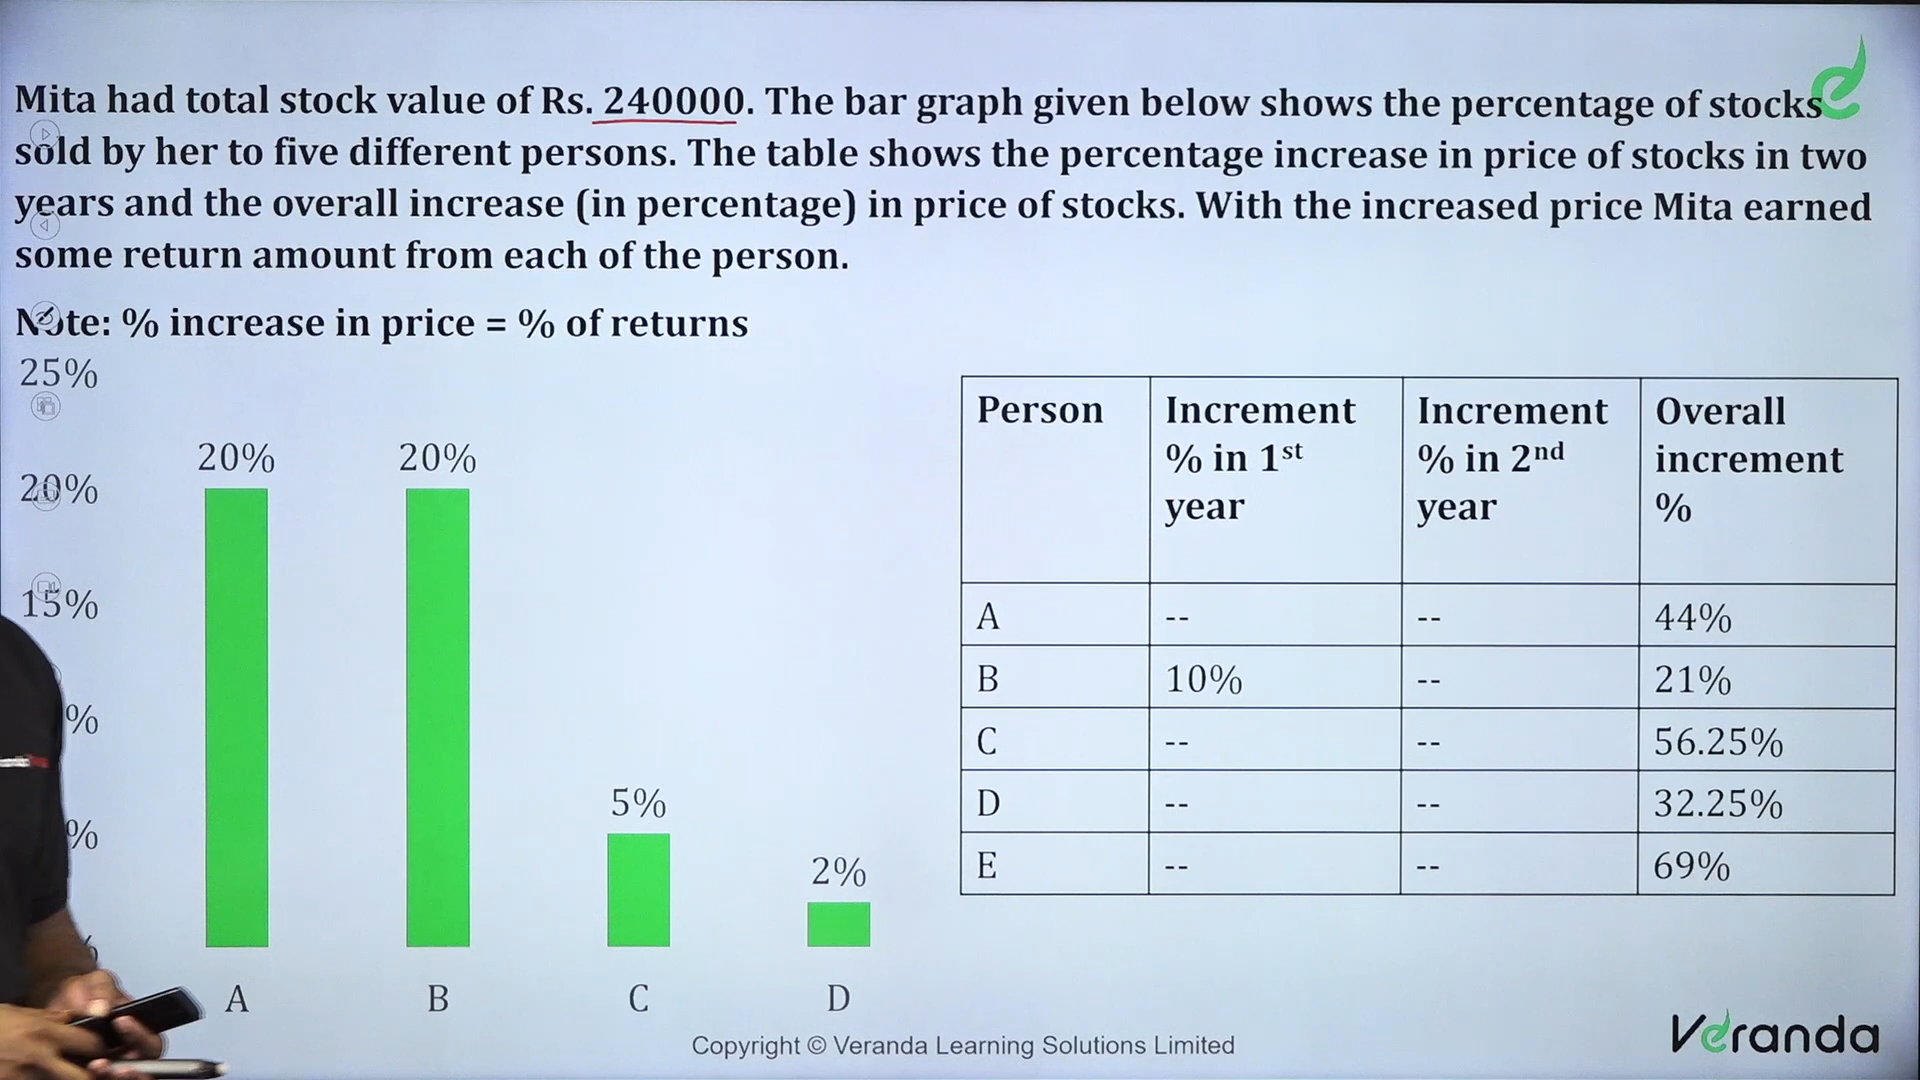 Mita had total stock value of Rs. 240000. The bar graph given below shows the percentage of stocks
sold by her to five different persons. The table shows the percentage increase in price of stocks in two
years and the overall increase (in percentage) in price of stocks. With the increased price Mita earned
some return amount from each of the person.
Note: % increase in price = % of returns
25%
20%
15%
%
%
20%
20%
5%
2%
A
B
C
D
Person
Increment
% in 1st
year
Increment
% in 2nd
year
Overall
increment
%
A -- -- 44%
B 10% -- 21%
C -- -- 56.25%
D -- -- 32.25%
E -- -- 69%
Copyright © Veranda Learning Solutions Limited
Veranda